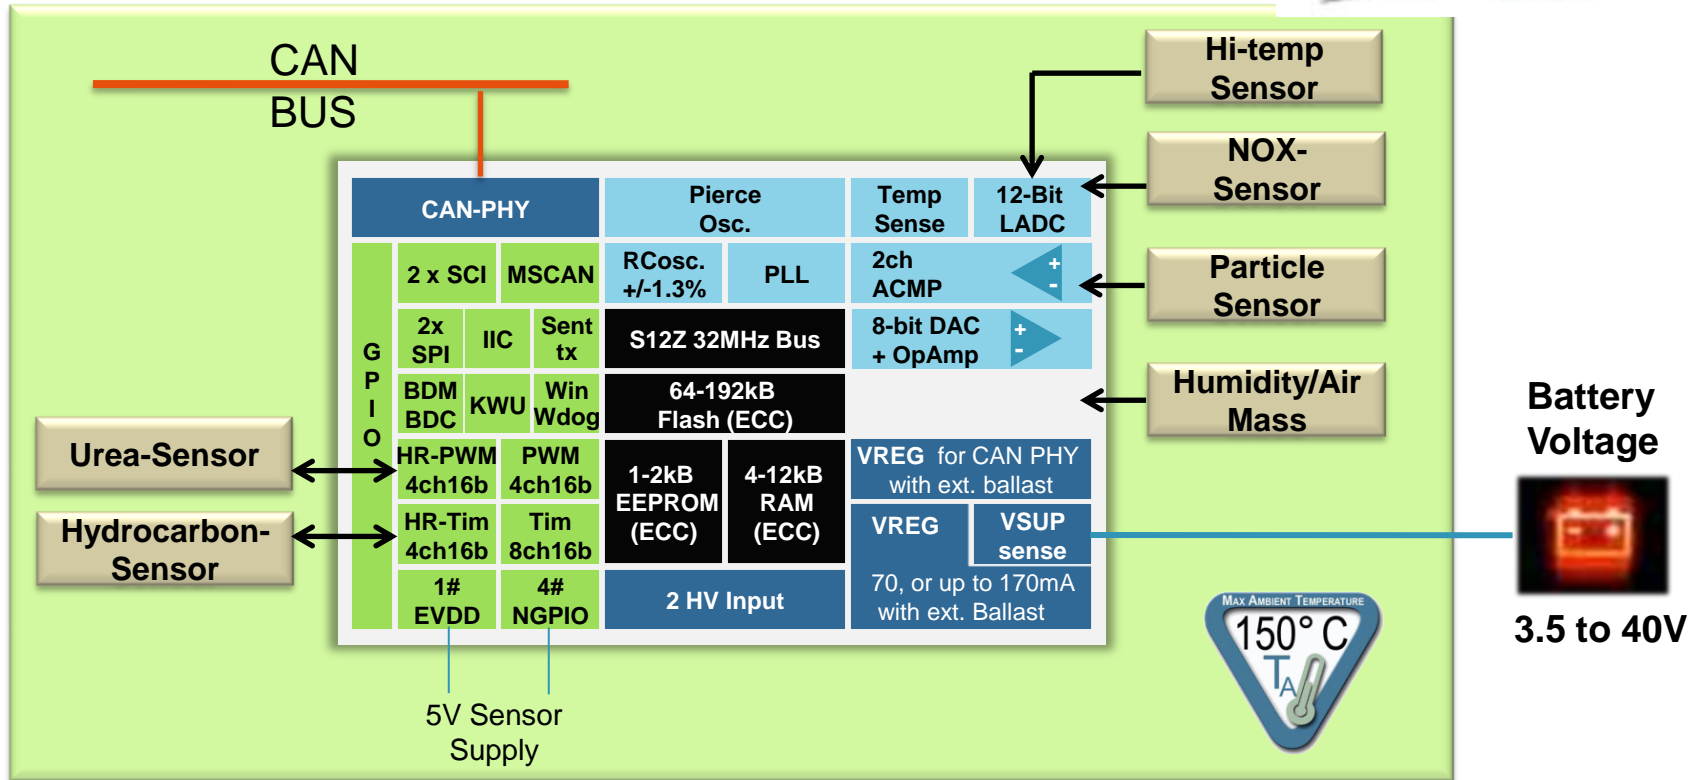 CAN
BUS
Hi-temp
Sensor
NOX-
Sensor
Particle
Sensor
Humidity/Air
Mass
Urea-Sensor
Hydrocarbon-
Sensor
CAN-PHY
Pierce
Osc.
Temp
Sense
12-Bit
LADC
G
P
I
O
2 x SCI
MSCAN
RCosc.
+/-1.3%
PLL
2ch
ACMP
+
-
2x
SPI
IIC
Sent
tx
S12Z 32MHz Bus
8-bit DAC
+ OpAmp
+
-
BDM
BDC
KWU
Win
Wdog
64-192kB
Flash (ECC)
HR-PWM
4ch16b
PWM
4ch16b
1-2kB
EEPROM
(ECC)
4-12kB
RAM
(ECC)
VREG for CAN PHY
with ext. ballast
HR-Tim
4ch16b
Tim
8ch16b
VREG
VSUP
sense
70, or up to 170mA
with ext. Ballast
1#
EVDD
4#
NGPIO
2 HV Input
5V Sensor
Supply
MAX AMBIENT TEMPERATURE
150° C
TA
Battery
Voltage
3.5 to 40V